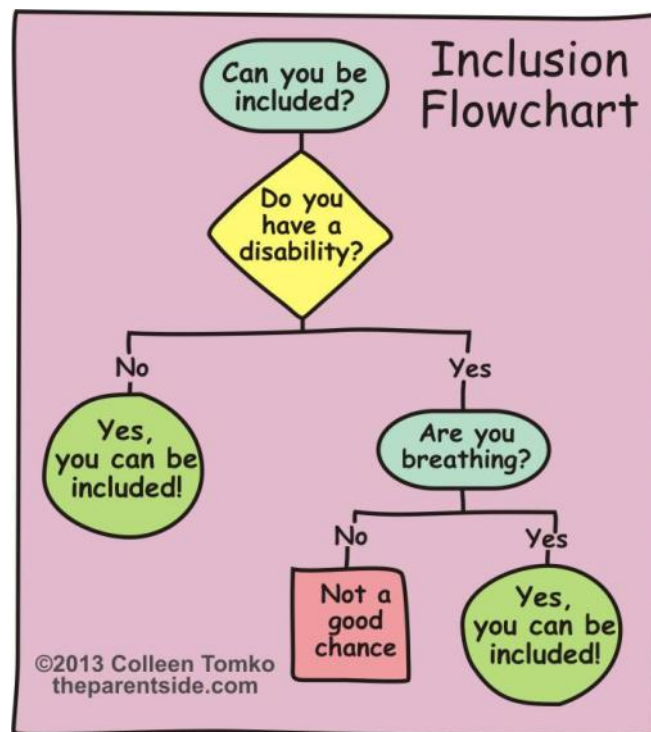 Inclusion
Flowchart
Can you be
included?
Do you
have a
disability?
No
Yes
Yes,
you can be
included!
Are you
breathing?
No
Yes
Not a
good
chance
Yes,
you can be
included!
©2013 Colleen Tomko
theparentside.com